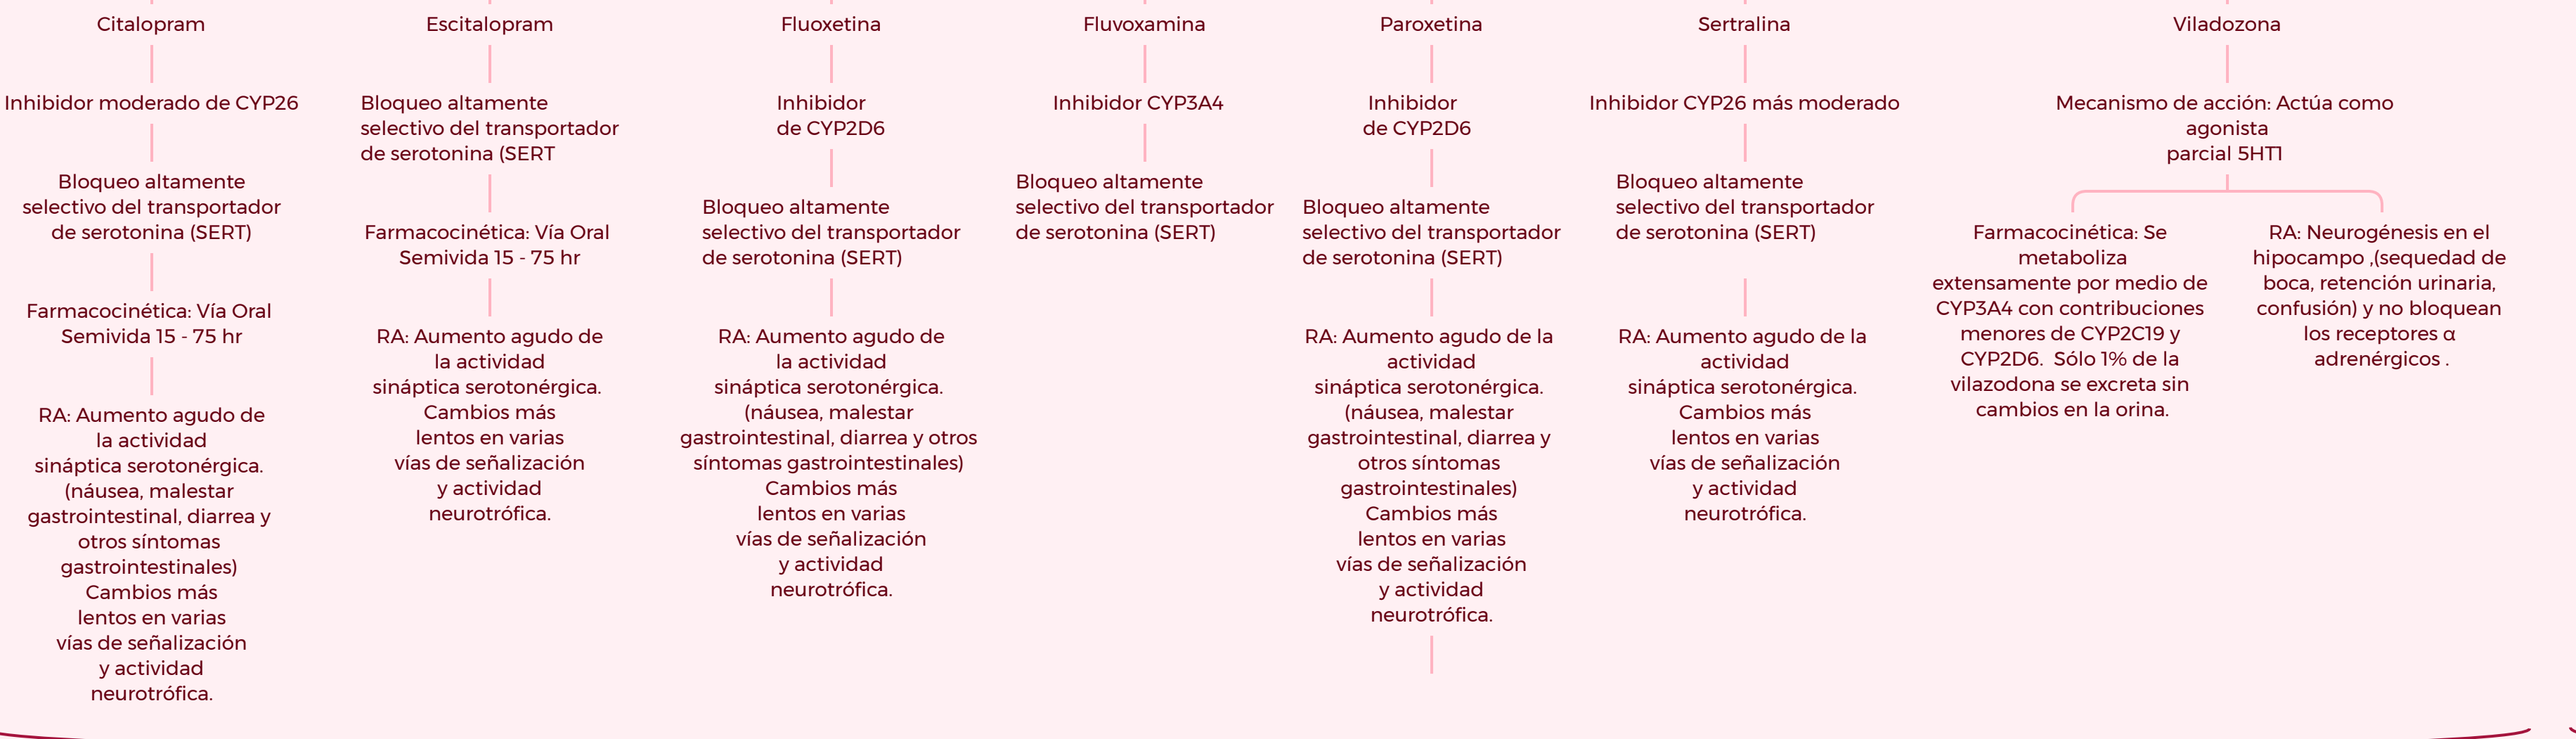 Citalopram
Inhibidor moderado de CYP26
Bloqueo altamente
selectivo del transportador
de serotonina (SERT)
Farmacocinética: Vía Oral
Semivida 15 - 75 hr
RA: Aumento agudo de
la actividad
sináptica serotonérgica.
(náusea, malestar
gastrointestinal, diarrea y
otros síntomas
gastrointestinales)
Cambios más
lentos en varias
vías de señalización
y actividad
neurotrófica.
Escitalopram
Bloqueo altamente
selectivo del transportador
de serotonina (SERT
Farmacocinética: Vía Oral
Semivida 15 - 75 hr
RA: Aumento agudo de
la actividad
sináptica serotonérgica.
Cambios más
lentos en varias
vías de señalización
y actividad
neurotrófica.
Fluoxetina
Inhibidor
de CYP2D6
Bloqueo altamente
selectivo del transportador
de serotonina (SERT)
RA: Aumento agudo de
la actividad
sináptica serotonérgica.
(náusea, malestar
gastrointestinal, diarrea y otros
síntomas gastrointestinales)
Cambios más
lentos en varias
vías de señalización
y actividad
neurotrófica.
Fluvoxamina
Inhibidor CYP3A4
Bloqueo altamente
selectivo del transportador
de serotonina (SERT)
Paroxetina
Inhibidor
de CYP2D6
Bloqueo altamente
selectivo del transportador
de serotonina (SERT)
RA: Aumento agudo de la
actividad
sináptica serotonérgica.
(náusea, malestar
gastrointestinal, diarrea y
otros síntomas
gastrointestinales)
Cambios más
lentos en varias
vías de señalización
y actividad
neurotrófica.
Sertralina
Inhibidor CYP26 más moderado
Bloqueo altamente
selectivo del transportador
de serotonina (SERT)
RA: Aumento agudo de la
actividad
sináptica serotonérgica.
Cambios más
lentos en varias
vías de señalización
y actividad
neurotrófica.
Viladozona
Mecanismo de acción: Actúa como
agonista
parcial 5HT1
Farmacocinética: Se
metaboliza
extensamente por medio de
CYP3A4 con contribuciones
menores de CYP2C19 y
CYP2D6. Sólo 1% de la
vilazodona se excreta sin
cambios en la orina.
RA: Neurogénesis en el
hipocampo ,(sequedad de
boca, retención urinaria,
confusión) y no bloquean
los receptores α
adrenérgicos .